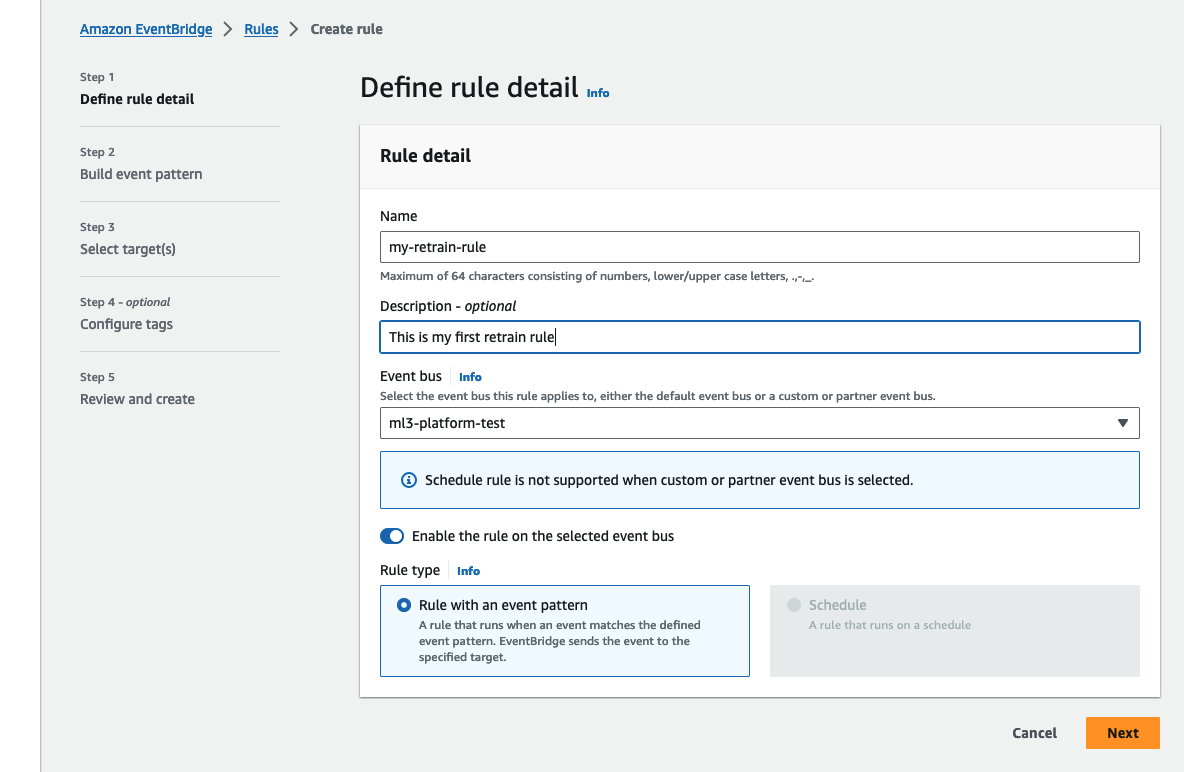 Amazon EventBridge > Rules > Create rule
Step 1
Define rule detail
Step 2
Build event pattern
Step 3
Select target(s)
Step 4 - optional
Configure tags
Step 5
Review and create
Define rule detail Info
Rule detail
Name
my-retrain-rule
Maximum of 64 characters consisting of numbers, lower/upper case letters, .,-,_.
Description - optional
This is my first retrain rule
Event bus Info
Select the event bus this rule applies to, either the default event bus or a custom or partner event bus.
ml3-platform-test
Schedule rule is not supported when custom or partner event bus is selected.
Enable the rule on the selected event bus
Rule type Info
Rule with an event pattern
A rule that runs when an event matches the defined
event pattern. EventBridge sends the event to the
specified target.
Schedule
A rule that runs on a schedule
Cancel Next